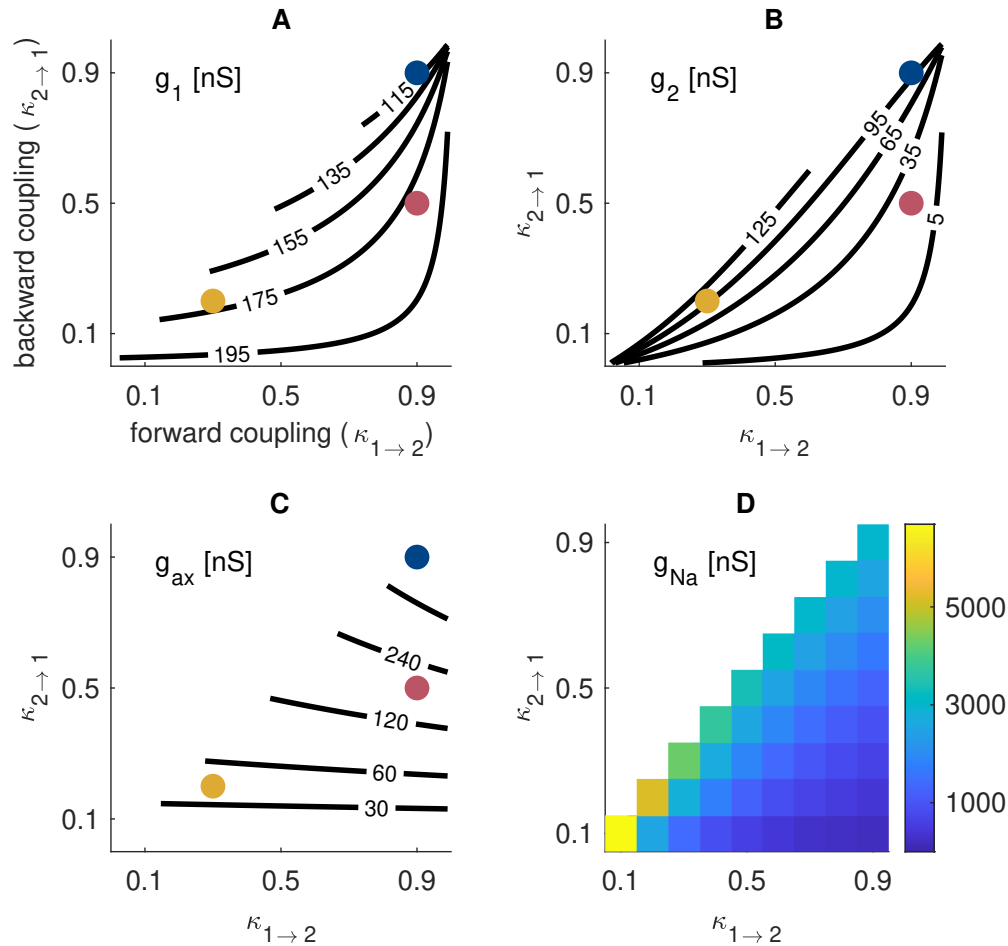 A
g1 [nS]
backward coupling (κ2→1)
0.9
0.5
0.1
115
135
155
175
195
0.1 0.5 0.9
forward coupling (κ1→2)
B
g2 [nS]
κ2→1
0.9
0.5
0.1
95
65
35
125
5
0.1 0.5 0.9
κ1→2
C
gax [nS]
κ2→1
0.9
0.5
0.1
240
120
60
30
0.1 0.5 0.9
κ1→2
D
gNa [nS]
κ2→1
0.9
0.5
0.1
5000
3000
1000
0.1 0.5 0.9
κ1→2